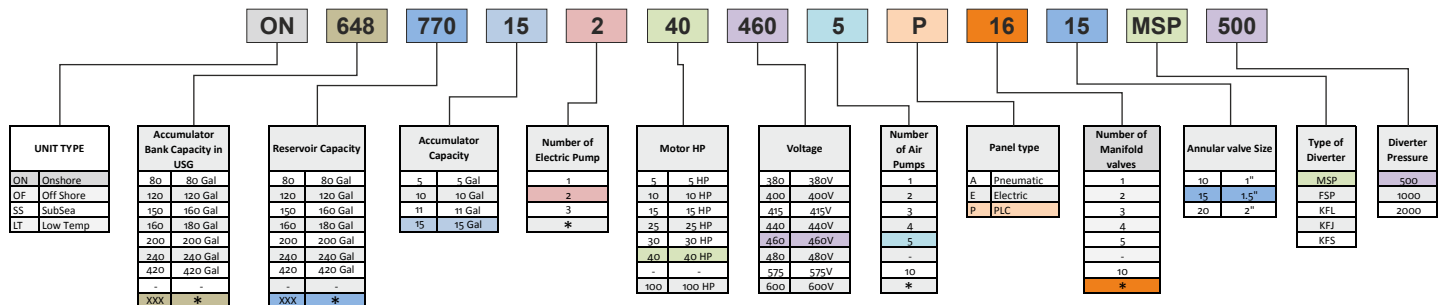 ON 648 770 15 2 40 460 5 P 16 15 MSP 500
UNIT TYPE
ON Onshore
OF Off Shore
SS SubSea
LT Low Temp
Accumulator
Bank Capacity in
USG
80 80 Gal
120 120 Gal
150 160 Gal
160 180 Gal
200 200 Gal
240 240 Gal
420 420 Gal
- -
XXX *
Reservoir Capacity
80 80 Gal
120 120 Gal
150 160 Gal
160 180 Gal
200 200 Gal
240 240 Gal
420 420 Gal
- -
XXX *
Accumulator
Capacity
5 5 Gal
10 10 Gal
11 11 Gal
15 15 Gal
Number of
Electric Pump
1
2
3
*
Motor HP
5 5 HP
10 10 HP
15 15 HP
25 25 HP
30 30 HP
40 40 HP
- -
100 100 HP
Voltage
380 380V
400 400V
415 415V
440 440V
460 460V
480 480V
575 575V
600 600V
Number
of Air
Pumps
1
2
3
4
5
-
10
*
Panel type
A Pneumatic
E Electric
P PLC
Number of
Manifold
valves
1
2
3
4
5
-
10
*
Annular valve Size
10 1"
15 1.5"
20 2"
Type of
Diverter
MSP
FSP
KFL
KFJ
KFS
Diverter
Pressure
500
1000
2000